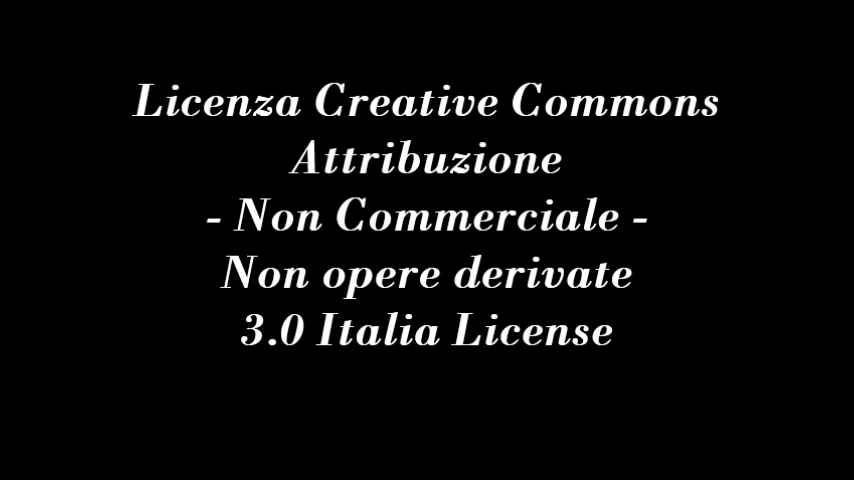 Licenza Creative Commons
Attribuzione
- Non Commerciale -
Non opere derivate
3.0 Italia License